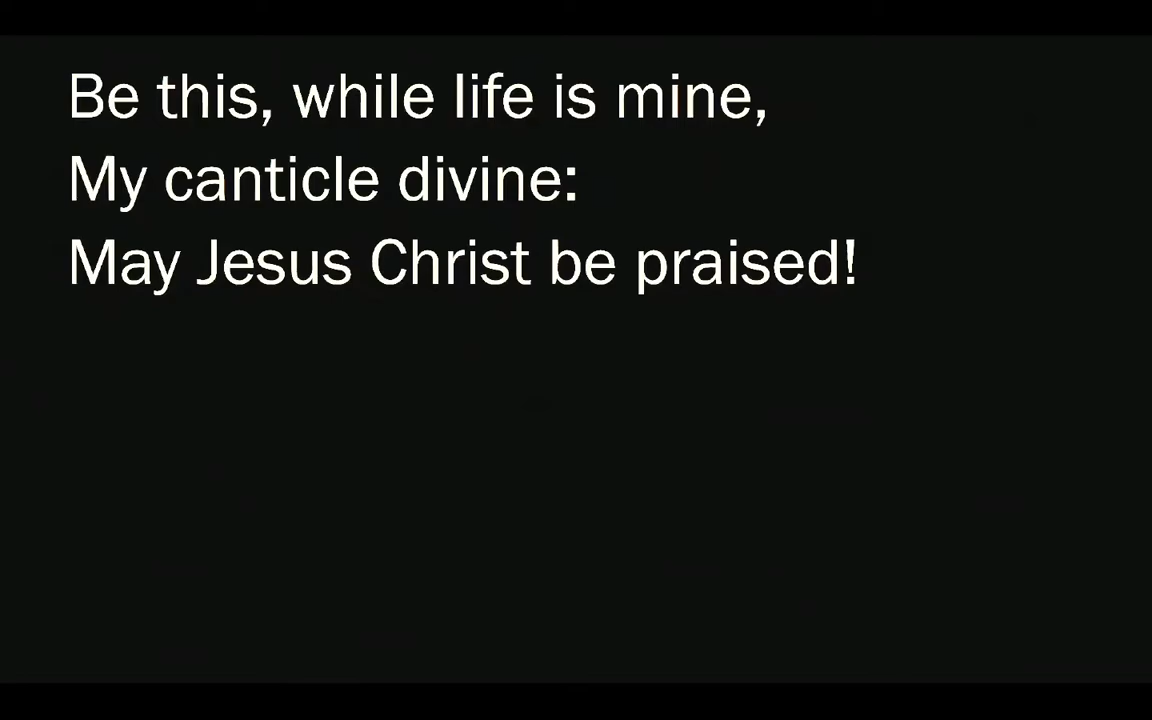 Be this, while life is mine,
My canticle divine:
May Jesus Christ be praised!